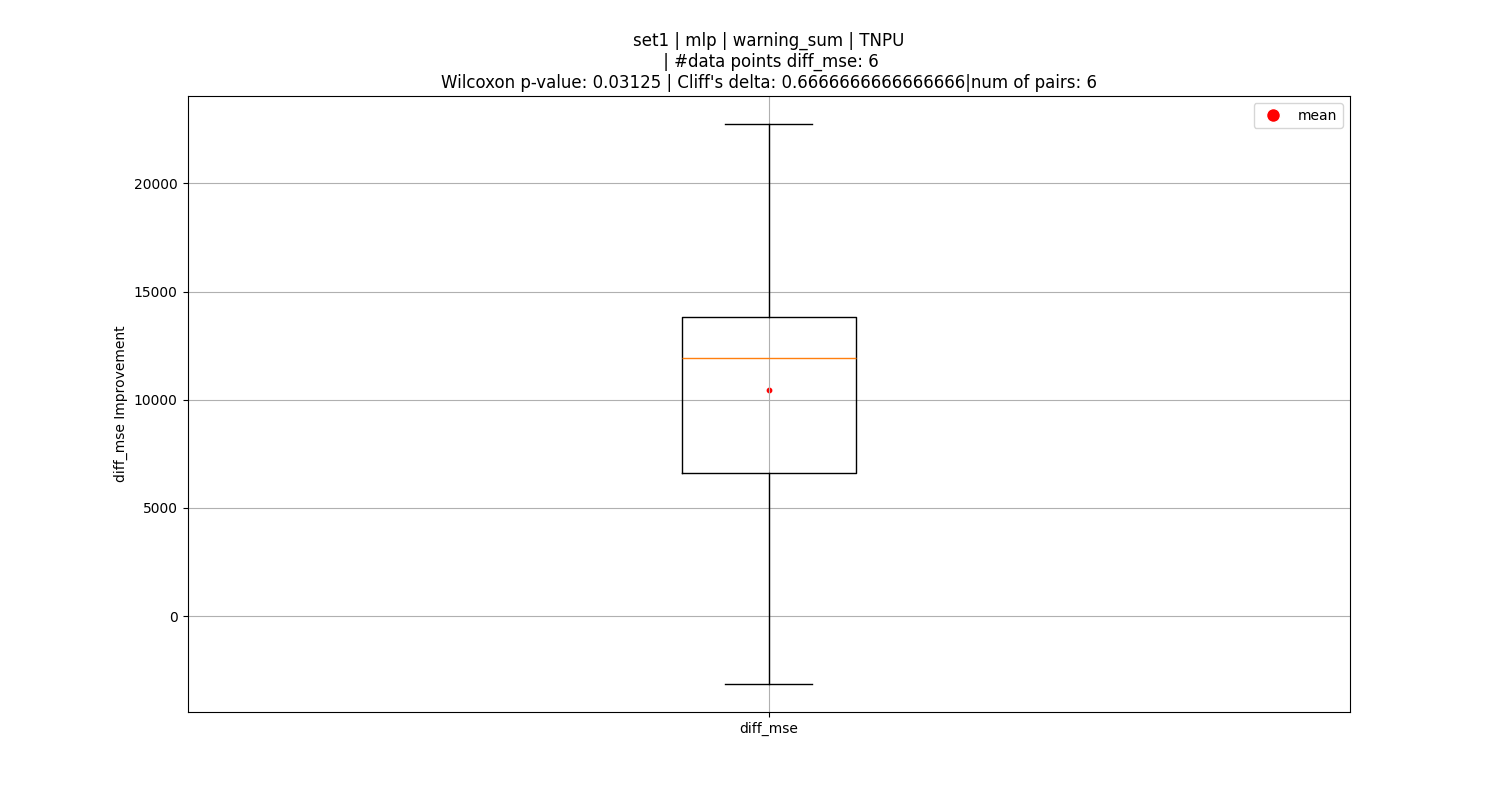 set1 | mlp | warning_sum | TNPU
| #data points diff_mse: 6
Wilcoxon p-value: 0.03125 | Cliff's delta: 0.6666666666666666|num of pairs: 6
mean
20000
15000
10000
5000
0
diff_mse Improvement
diff_mse